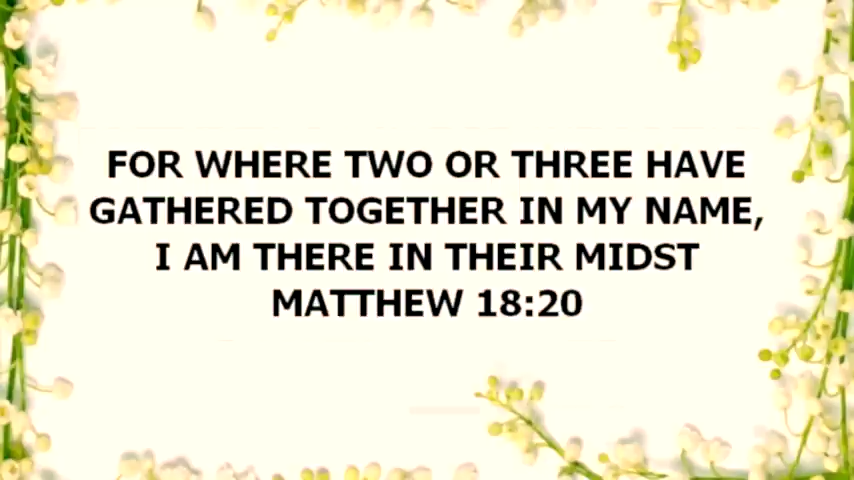 FOR WHERE TWO OR THREE HAVE
GATHERED TOGETHER IN MY NAME,
I AM THERE IN THEIR MIDST
MATTHEW 18:20